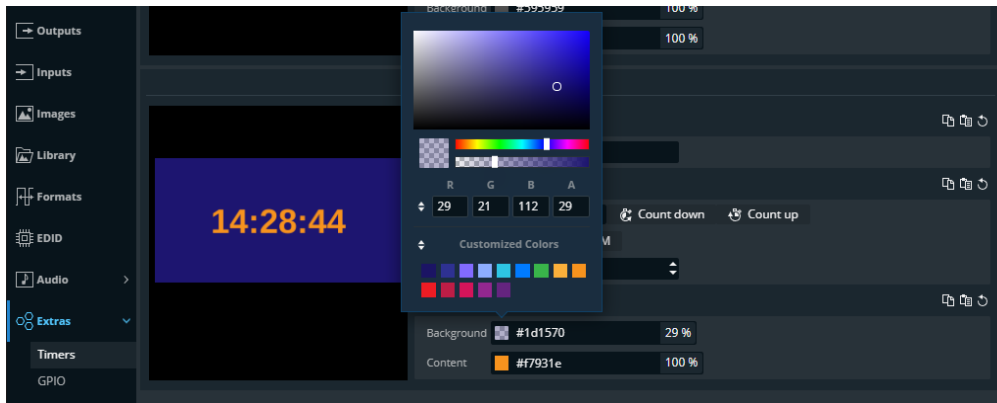 Outputs
Inputs
Images
Library
Formats
EDID
Audio
Extras
Timers
GPIO
Background #595959 100 %
100 %
14:28:44
R G B A
29 21 112 29
Customized Colors
Count down Count up
M
Background #1d1570 29 %
Content #f7931e 100 %